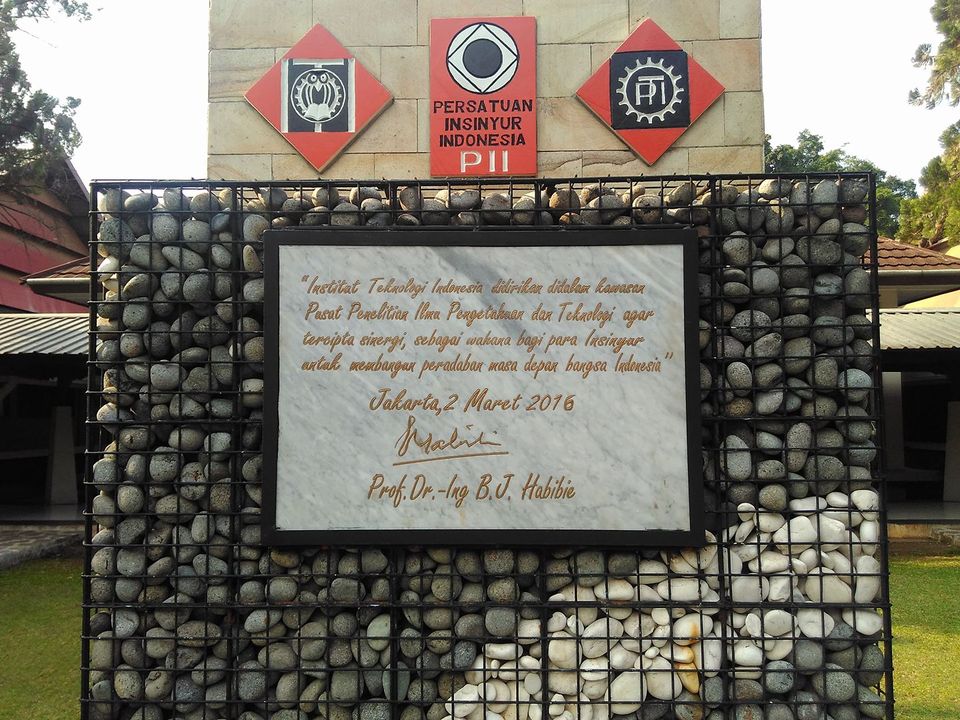 PERSATUAN
INSINYUR
INDONESIA
PII
PTI
"Institut Teknologi Indonesia didirikan didalam kawasan
Pusat Penelitian Ilmu Pengetahuan dan Teknologi agar
tercipta sinergi, sebagai wahana bagi para Insinyur
untuk membangun peradaban masa depan bangsa Indonesia"
Jakarta, 2 Maret 2016
Prof. Dr.-Ing B.J. Habibie